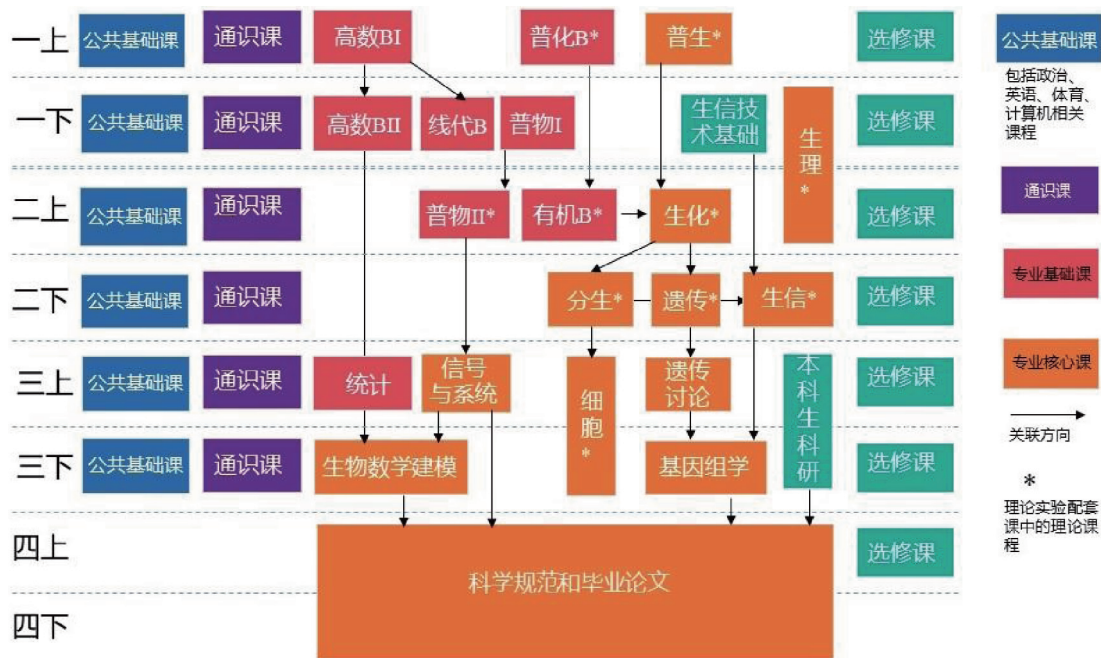 一上
公共基础课
通识课
高数BI
普化B*
普生*
选修课
一下
公共基础课
通识课
高数BII
线代B
普物I
生信技
术基础
生
理
*
选修课
二上
公共基础课
通识课
普物II*
有机B*
生化*
选修课
二下
公共基础课
通识课
分生*
遗传*
生信*
选修课
三上
公共基础课
通识课
统计
信号
与系统
细
胞
*
遗传
讨论
本
科
生
科
研
选修课
三下
公共基础课
通识课
生物数学建模
基因组学
选修课
四上
科学规范和毕业论文
选修课
四下
公共基础课
包括政治、
英语、体育、
计算机相关
课程
通识课
专业基础课
专业核心课
关联方向
*
理论实验配套
课中的理论课
程